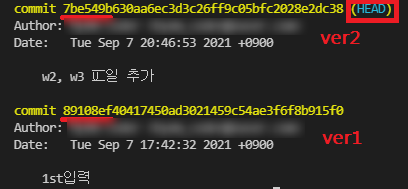 commit 7be549b630aa6ec3d3c26ff9c05bfc2028e2dc38 (HEAD)
ver2
Author:
Date:   Tue Sep 7 20:46:53 2021 +0900
w2, w3 파일 추가
commit 89108ef40417450ad3021459c54ae3f6f8b915f0
Author:
ver1
Date:   Tue Sep 7 17:42:32 2021 +0900
1st입력